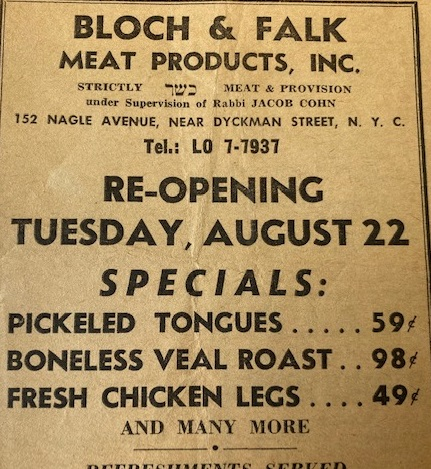 BLOCH & FALK
MEAT PRODUCTS, INC.
STRICTLY כשר MEAT & PROVISION
under Supervision of Rabbi JACOB COHN
152 NAGLE AVENUE, NEAR DYCKMAN STREET, N. Y. C.
Tel.: LO 7-7937
RE-OPENING
TUESDAY, AUGUST 22
SPECIALS:
PICKELED TONGUES ..... 59¢
BONELESS VEAL ROAST .. 98¢
FRESH CHICKEN LEGS .... 49¢
AND MANY MORE
REFRESHMENTS SERVED